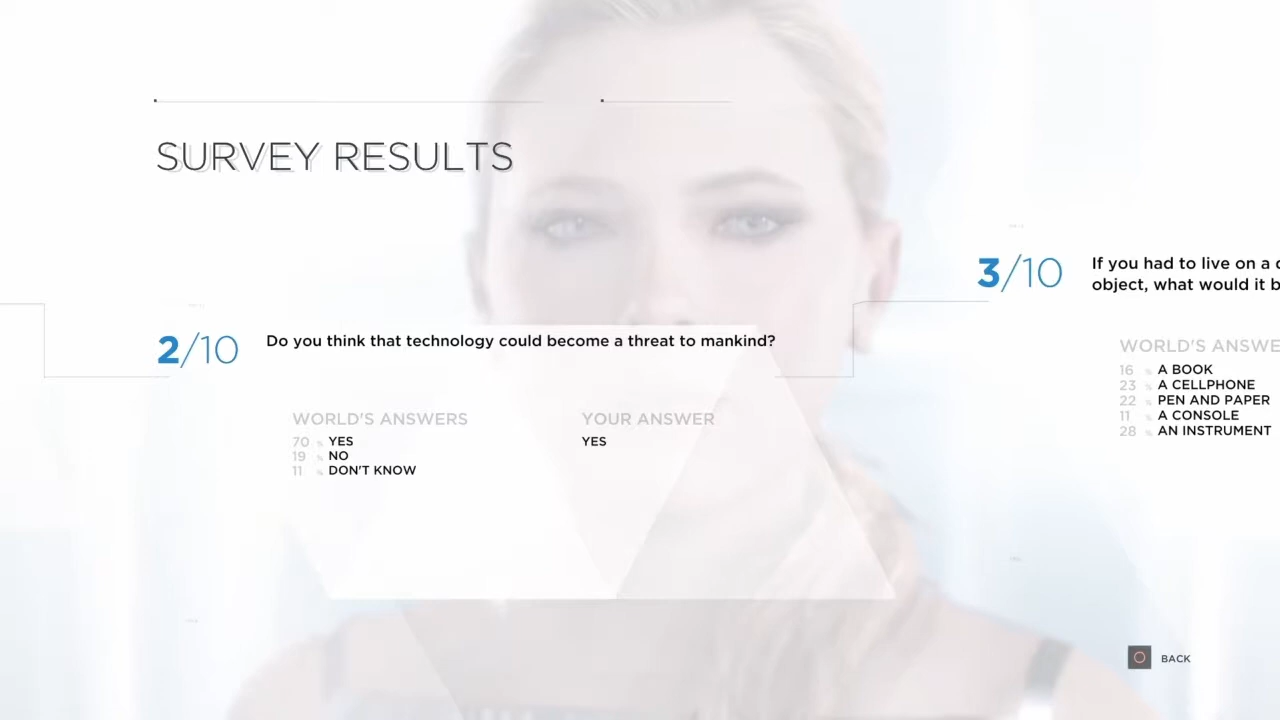 SURVEY RESULTS
2/10
Do you think that technology could become a threat to mankind?
WORLD'S ANSWERS
70 % YES
19 % NO
11 % DON'T KNOW
YOUR ANSWER
YES
3/10
If you had to live on a
object, what would it
WORLD'S
16 % A BOOK
23 % A CELLPHONE
22 % PEN AND PAPER
11 % A CONSOLE
28 % AN INSTRUMENT
BACK